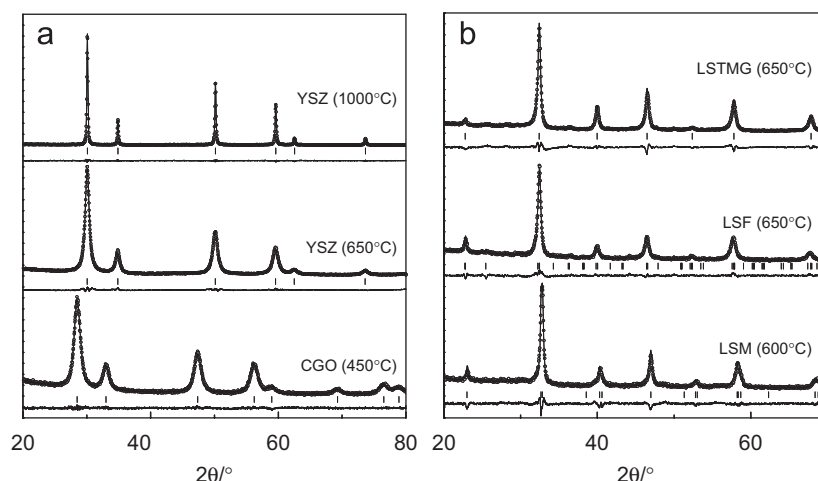 a
YSZ (1000°C)
YSZ (650°C)
CGO (450°C)
20 40 60 80
2θ/°
b
LSTMG (650°C)
LSF (650°C)
LSM (600°C)
20 40 60
2θ/°